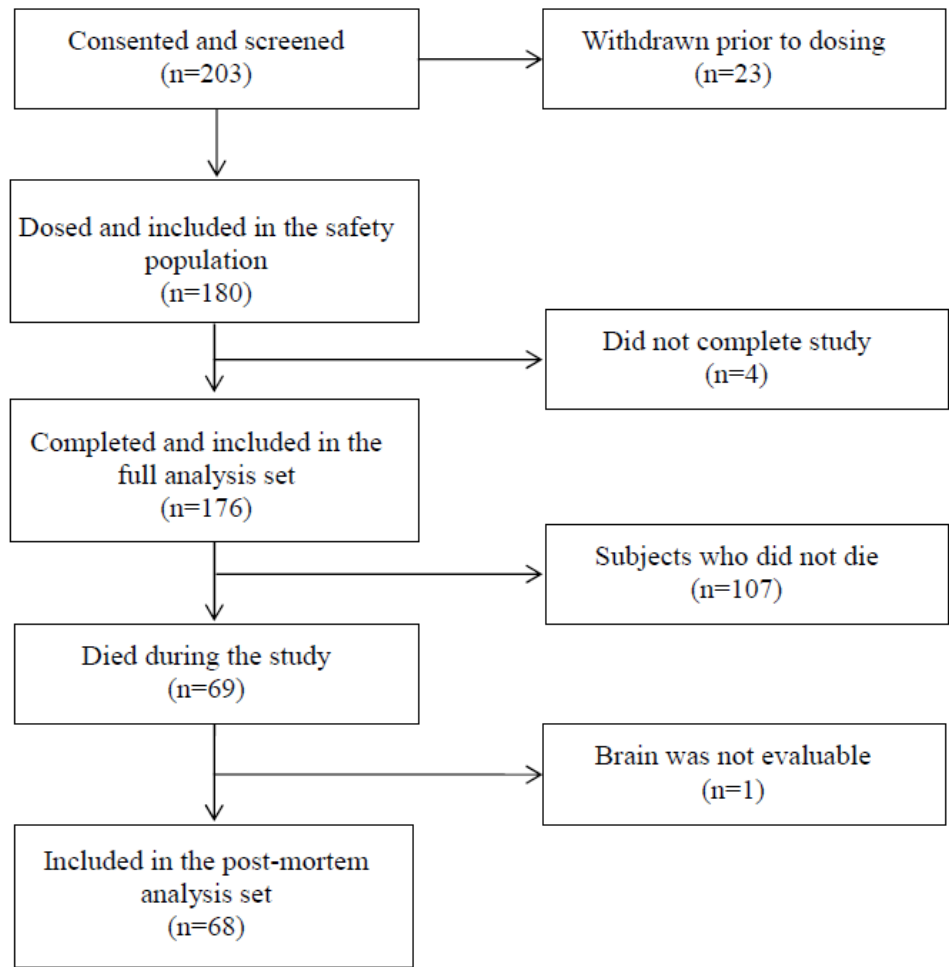 Consented and screened
(n=203)
Withdrawn prior to dosing
(n=23)
Dosed and included in the safety
population
(n=180)
Did not complete study
(n=4)
Completed and included in the
full analysis set
(n=176)
Subjects who did not die
(n=107)
Died during the study
(n=69)
Brain was not evaluable
(n=1)
Included in the post-mortem
analysis set
(n=68)